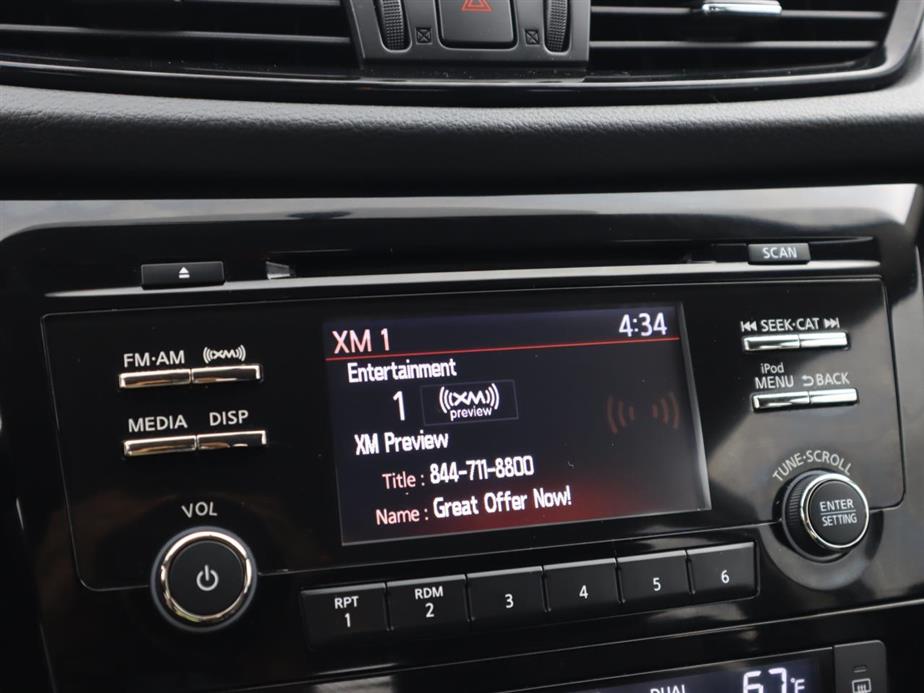 SCAN
FM·AM
((XM))
SEEK·CAT
MEDIA
DISP
iPod
MENU
BACK
XM 1
4:34
Entertainment
1
((XM))
preview
XM Preview
Title : 844-711-8800
Name : Great Offer Now!
VOL
TUNE·SCROLL
ENTER
SETTING
RPT
1
RDM
2
3
4
5
6
DUAL
67°F